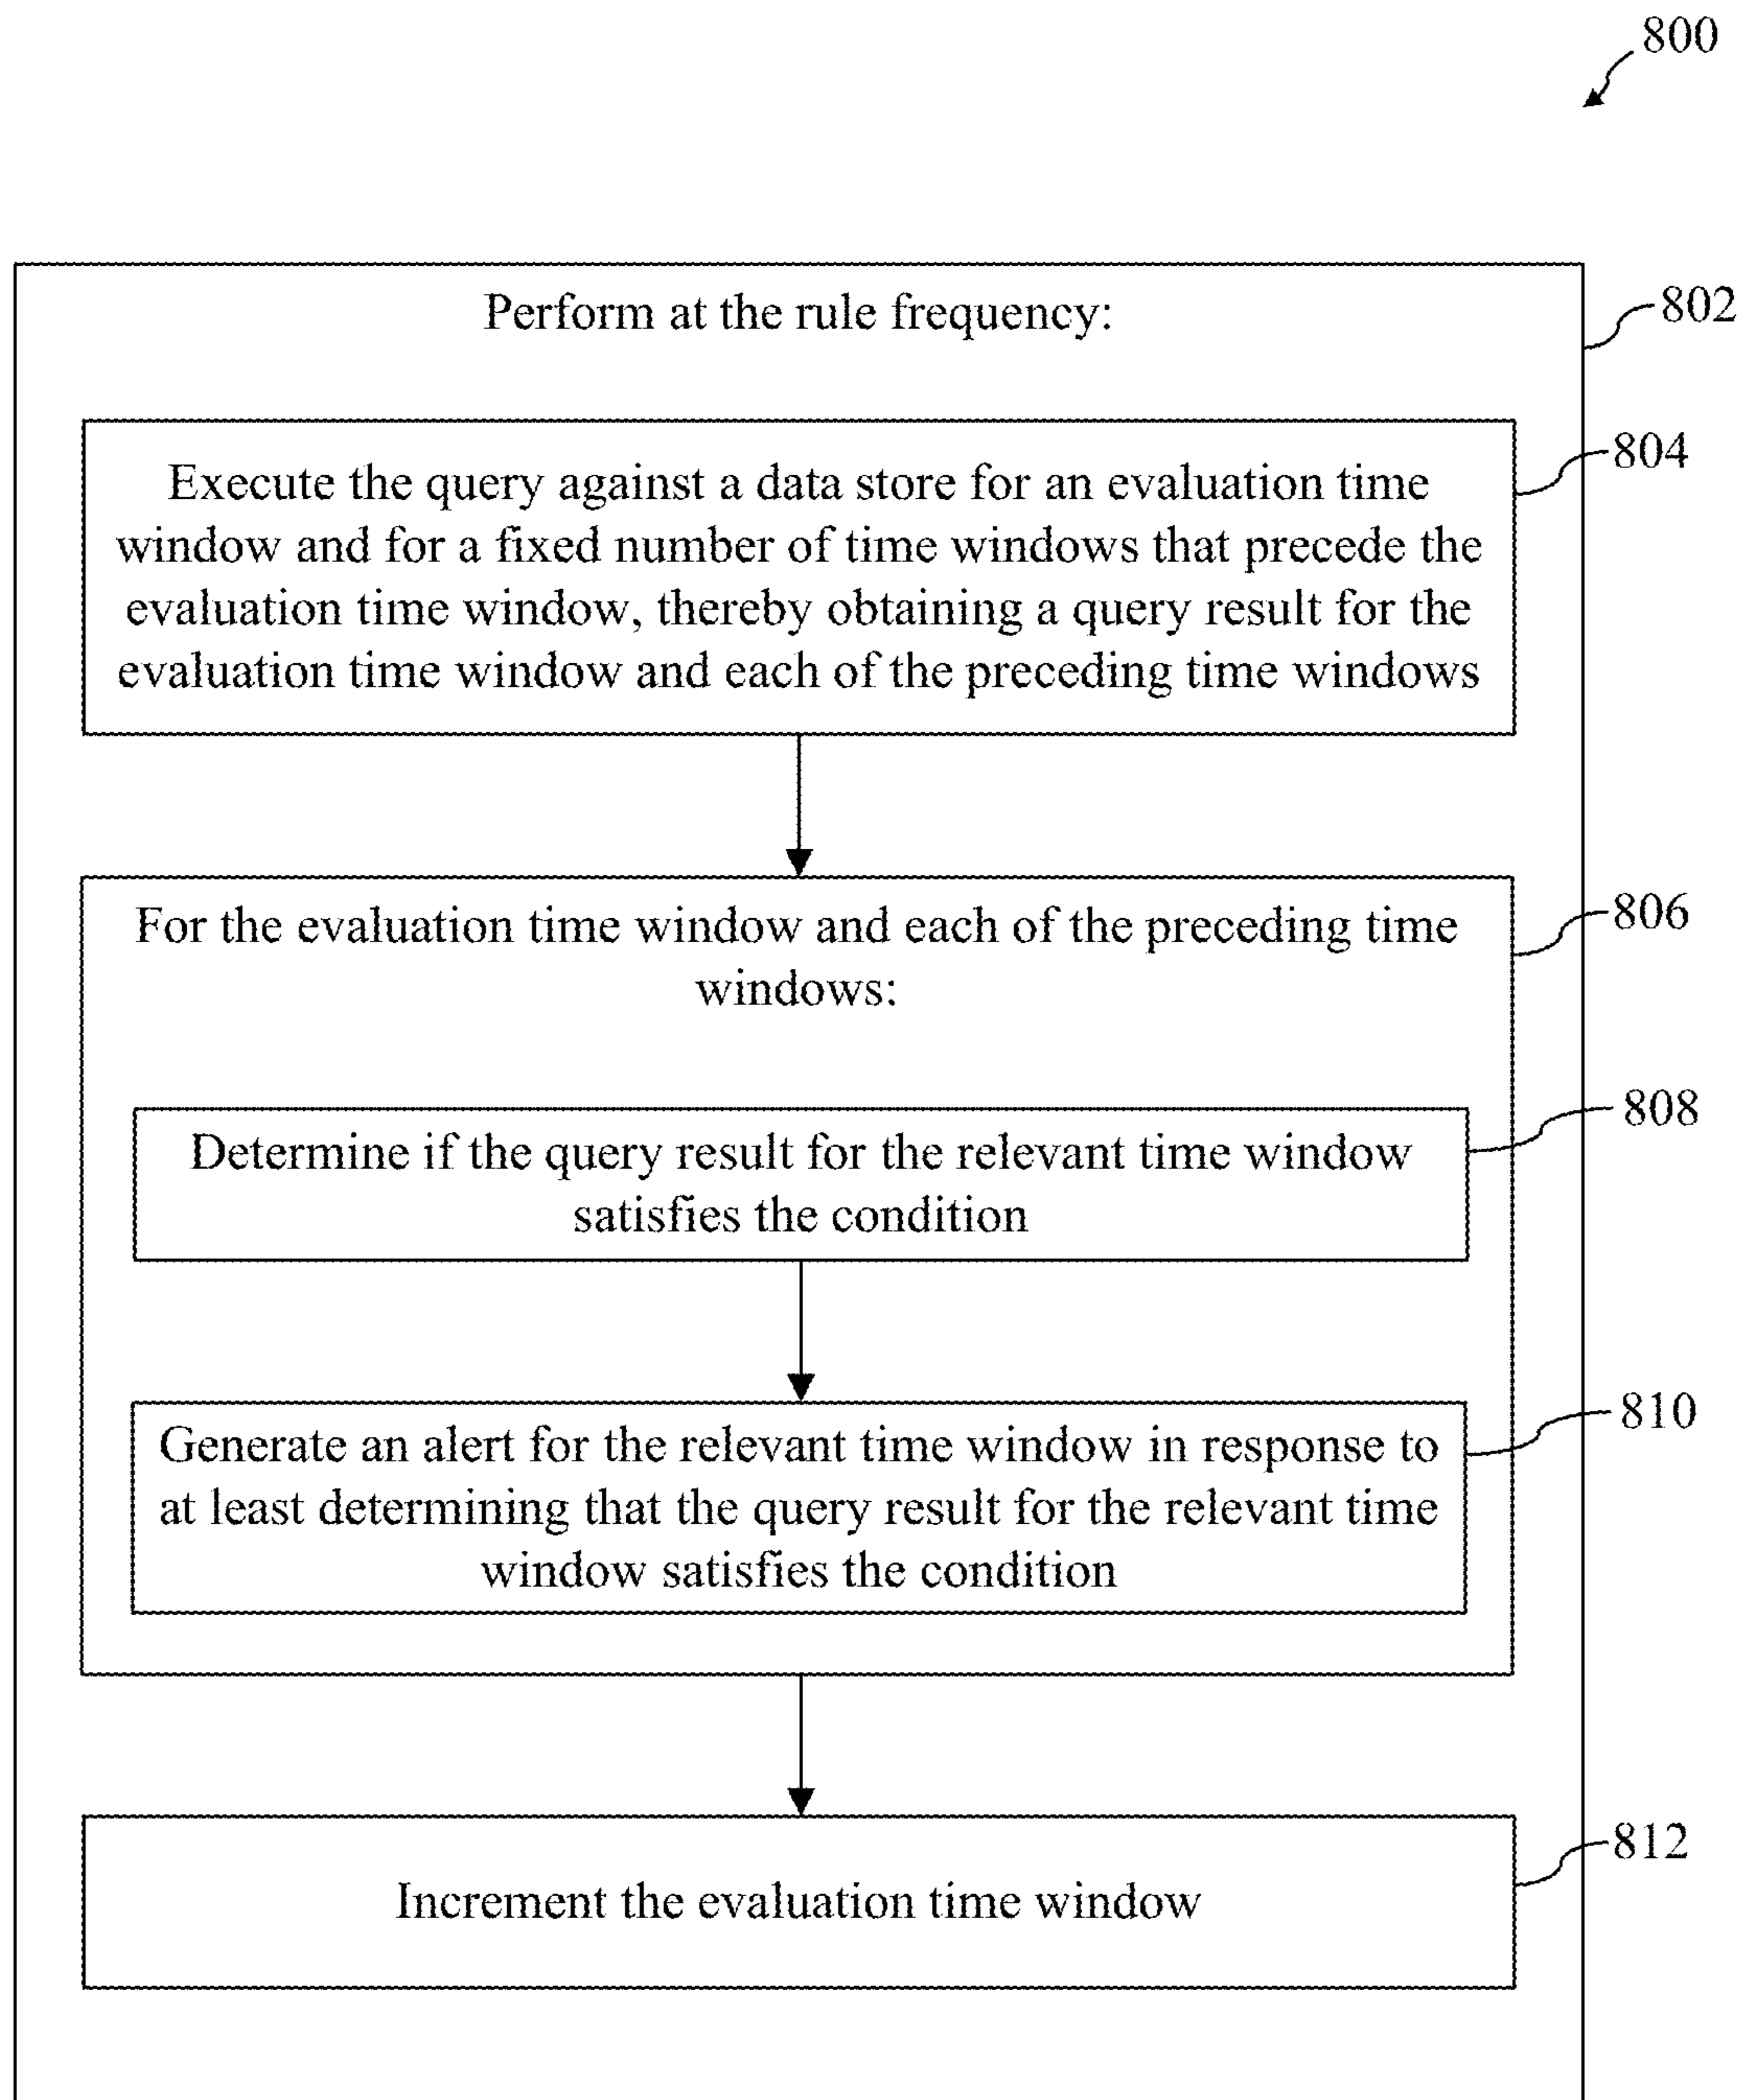 800
Perform at the rule frequency:
802
Execute the query against a data store for an evaluation time
window and for a fixed number of time windows that precede the
evaluation time window, thereby obtaining a query result for the
evaluation time window and each of the preceding time windows
804
For the evaluation time window and each of the preceding time
windows:
806
Determine if the query result for the relevant time window
satisfies the condition
808
Generate an alert for the relevant time window in response to
at least determining that the query result for the relevant time
window satisfies the condition
810
Increment the evaluation time window
812